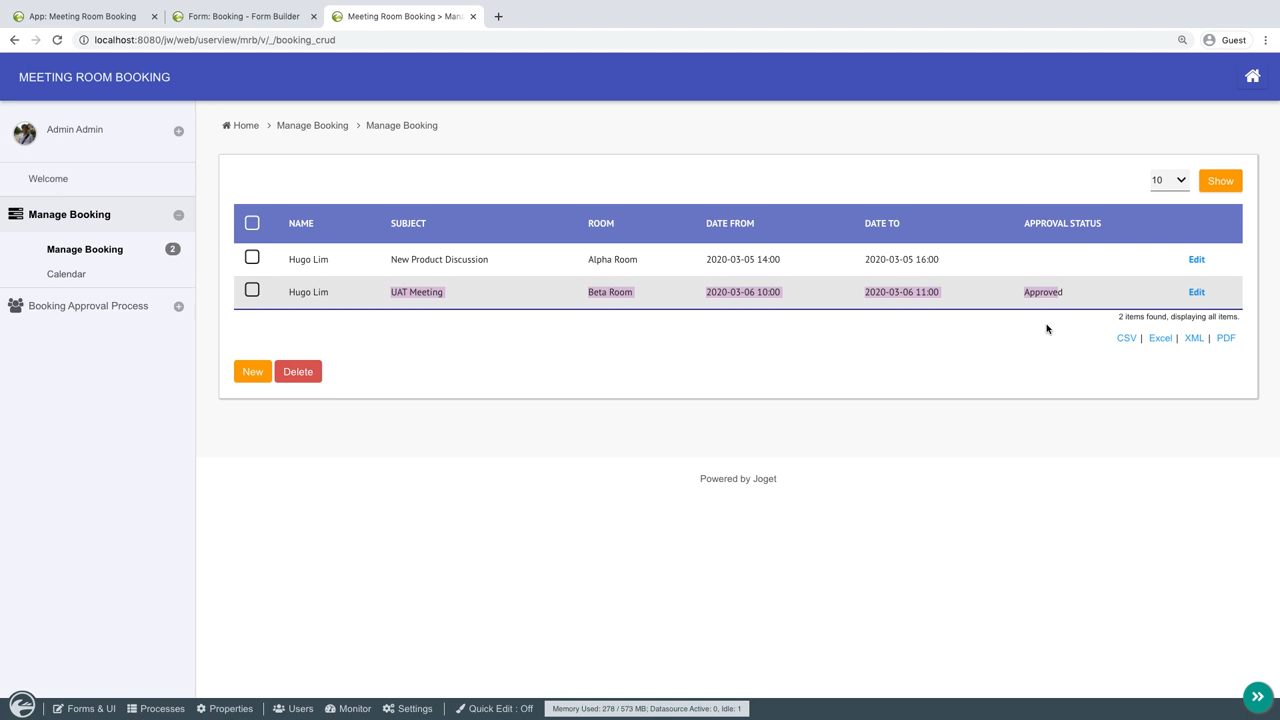 App: Meeting Room Booking
Form: Booking - Form Builder
Meeting Room Booking > Man
localhost:8080/jw/web/userview/mrb/v/_/booking_crud
Guest
MEETING ROOM BOOKING
Admin Admin
Welcome
Manage Booking
Manage Booking 2
Calendar
Booking Approval Process
Home > Manage Booking > Manage Booking
10
Show
NAME SUBJECT ROOM DATE FROM DATE TO APPROVAL STATUS
Hugo Lim New Product Discussion Alpha Room 2020-03-05 14:00 2020-03-05 16:00 Edit
Hugo Lim UAT Meeting Beta Room 2020-03-06 10:00 2020-03-06 11:00 Approved Edit
2 items found, displaying all items.
CSV | Excel | XML | PDF
New Delete
Powered by Joget
Forms & UI Processes Properties Users Monitor Settings Quick Edit : Off Memory Used: 278 / 573 MB; Datasource Active: 0, Idle: 1